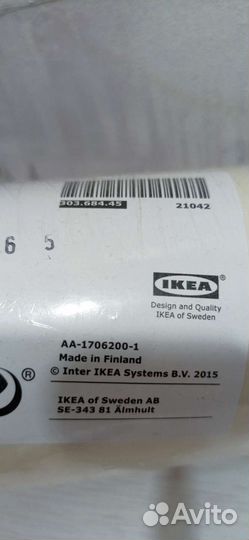 303.684.45
21042
6 5
IKEA
®
Design and Quality
IKEA of Sweden
AA-1706200-1
Made in Finland
© Inter IKEA Systems B.V. 2015
®
IKEA of Sweden AB
SE-343 81 Älmhult
Avito